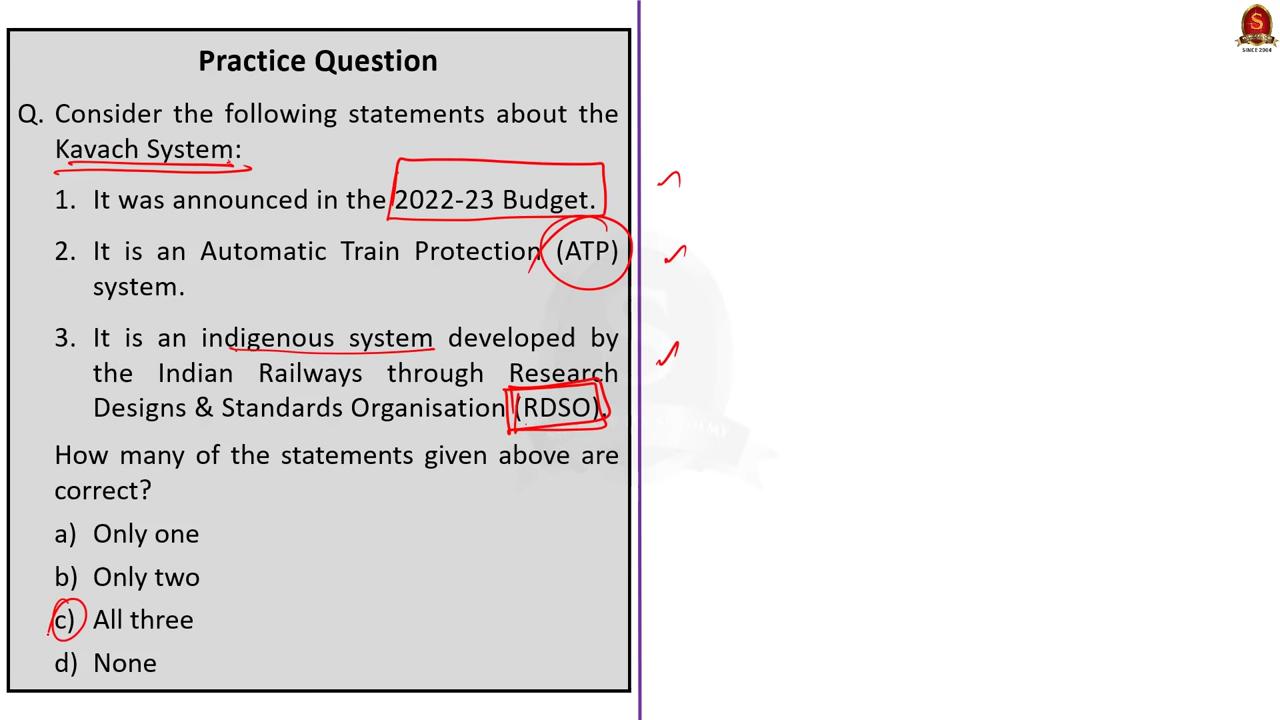 Practice Question
Q. Consider the following statements about the
Kavach System:
1. It was announced in the 2022-23 Budget.
2. It is an Automatic Train Protection (ATP)
system.
3. It is an indigenous system developed by
the Indian Railways through Research
Designs & Standards Organisation (RDSO).
How many of the statements given above are
correct?
a) Only one
b) Only two
c) All three
d) None
S
SINCE 2004